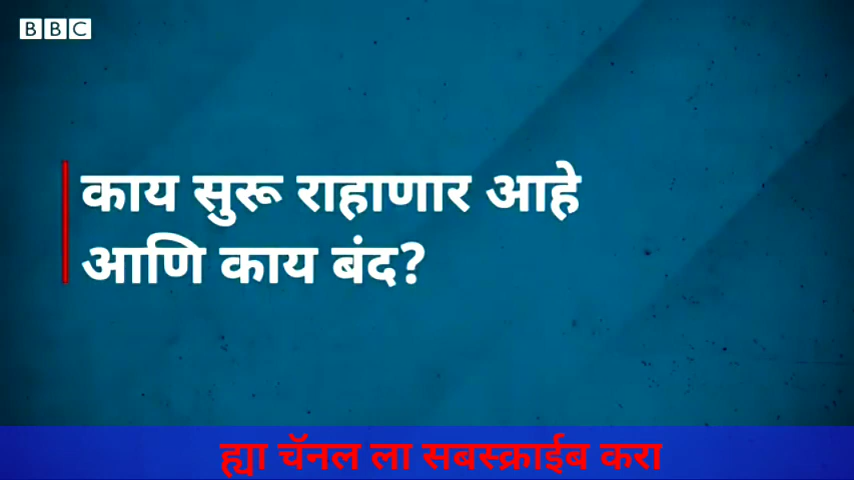 BBC
काय सुरू राहाणार आहे
आणि काय बंद?
ह्या चॅनल ला सबस्क्राईब करा